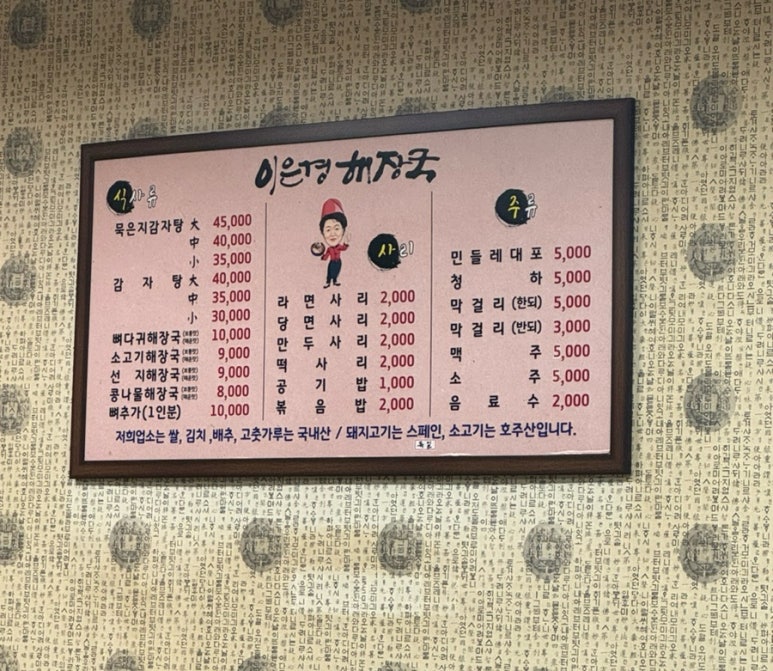 이은경 해장국
식사류
묵은지감자탕 大 45,000
中 40,000
小 35,000
감자탕 大 40,000
中 35,000
小 30,000
뼈다귀해장국 10,000
소고기해장국 9,000
선지해장국 9,000
콩나물해장국 8,000
뼈추가(1인분) 10,000
사리
라면사리 2,000
당면사리 2,000
만두사리 2,000
떡사리 2,000
공기밥 1,000
볶음밥 2,000
주류
민들레대포 5,000
청하 5,000
막걸리 (한되) 5,000
막걸리 (반되) 3,000
맥주 5,000
소주 5,000
음료수 2,000
저희업소는 쌀, 김치 ,배추, 고춧가루는 국내산 / 돼지고기는 스페인, 소고기는 호주산입니다.
독일